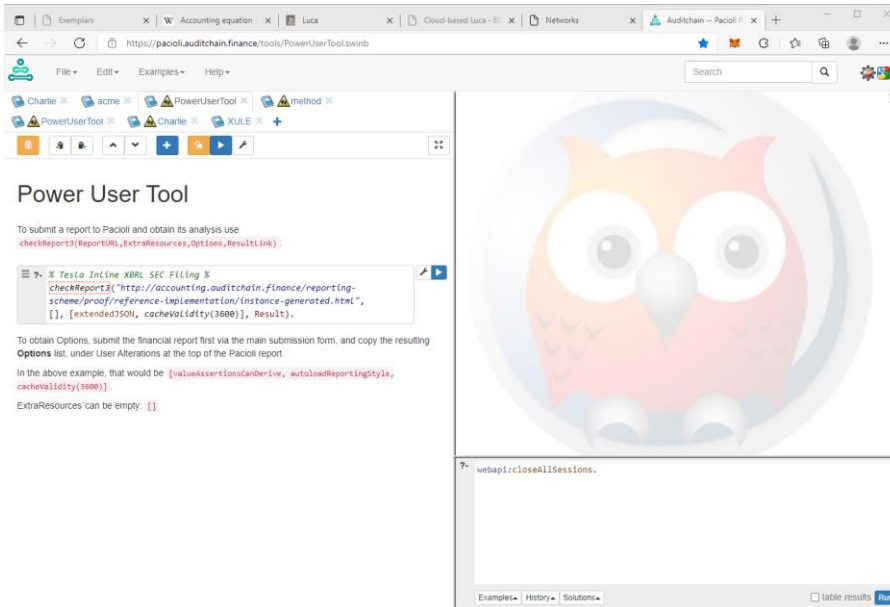 Exemplars
Accounting equation
Luca
Cloud-based Luca - Bl
Networks
Auditchain -- Pacioli
https://pacioli.auditchain.finance/tools/PowerUserTool.swinb
File Edit Examples Help
Search
Charlie acme PowerUserTool method
PowerUserTool Charlie XULE
Power User Tool
To submit a report to Pacioli and obtain its analysis use
checkReport3(ReportURL,ExtraResources,Options,ResultLink) :
?- % Tesla Inline XBRL SEC Filing %
checkReport3("http://accounting.auditchain.finance/reporting-
scheme/proof/reference-implementation/instance-generated.html",
[], [extendedJSON, cacheValidity(3600)], Result).
To obtain Options, submit the financial report first via the main submission form, and copy the resulting
Options list, under User Alterations at the top of the Pacioli report.
In the above example, that would be [valueAssertionsCanDerive, autoloadReportingStyle,
cacheValidity(3600)] .
ExtraResources' can be empty: []
?- webapi:closeAllSessions.
Examples History Solutions
table results Run